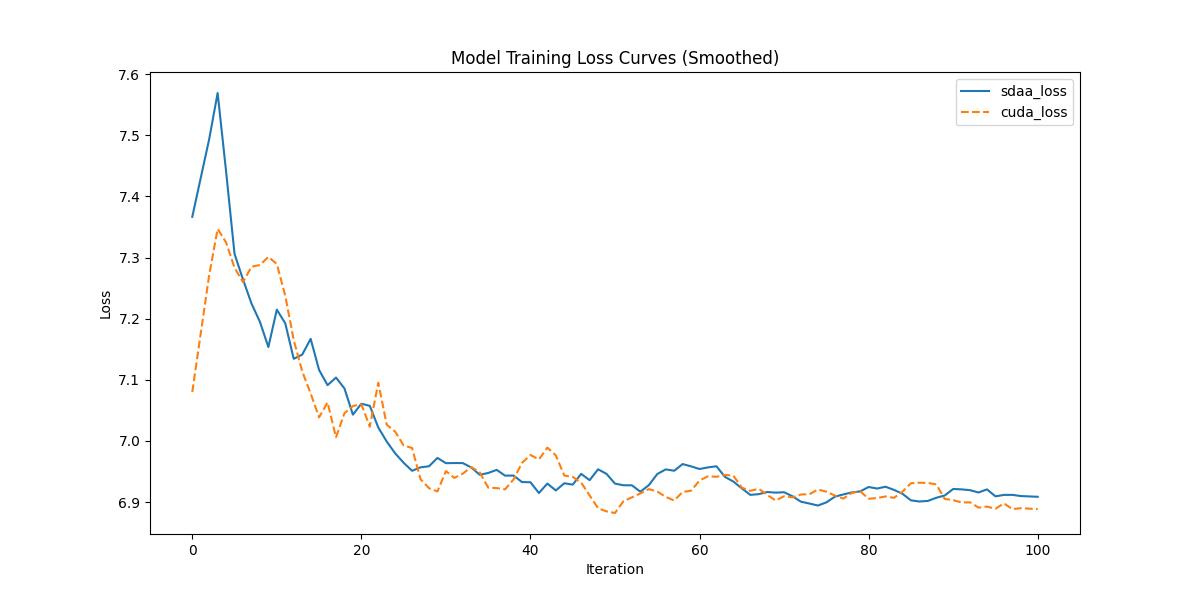 Model Training Loss Curves (Smoothed)
sdaa_loss
cuda_loss
7.6
7.5
7.4
7.3
7.2
7.1
7.0
6.9
Loss
0 20 40 60 80 100
Iteration